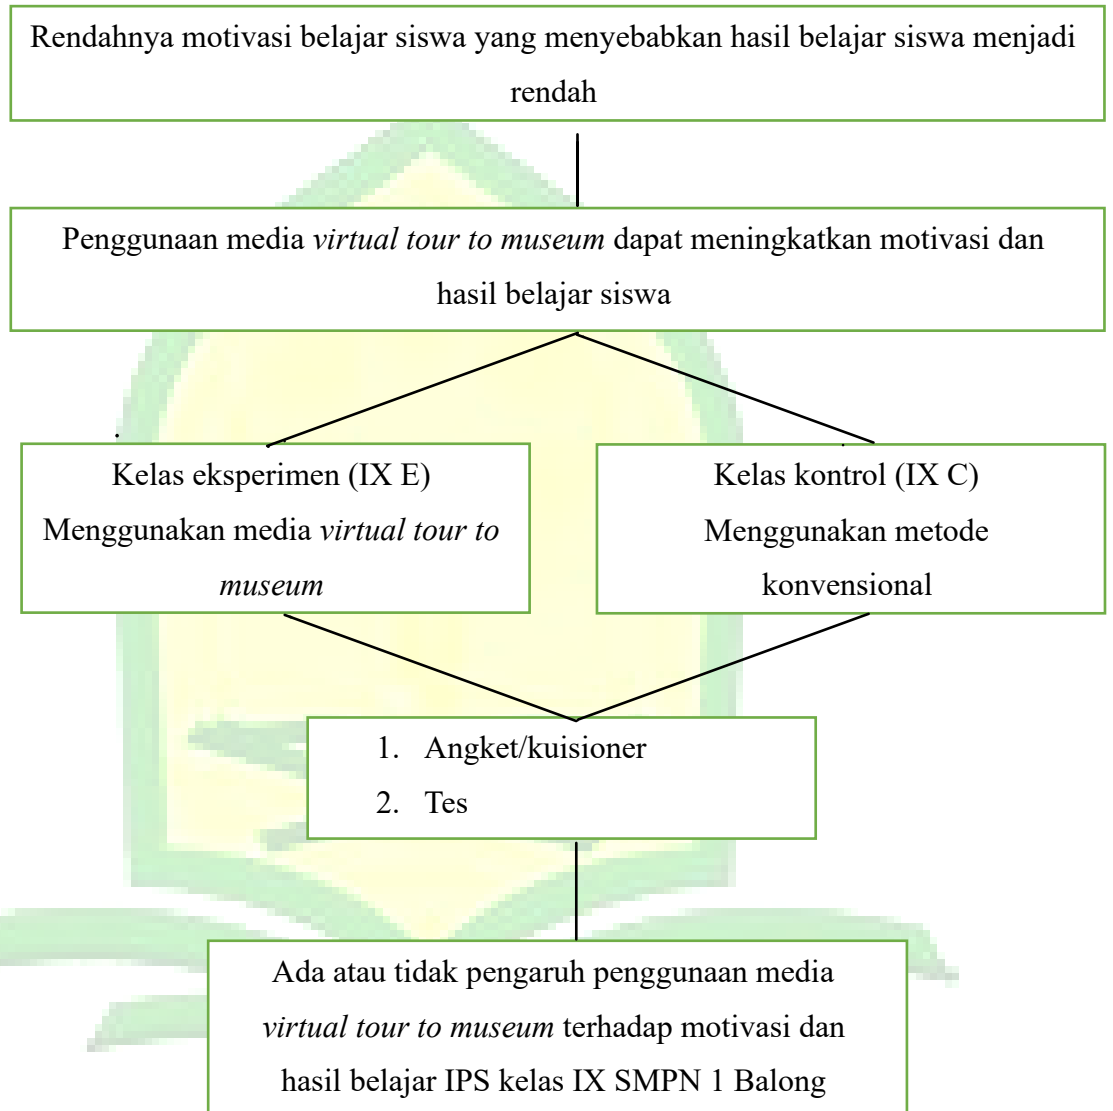 Rendahnya motivasi belajar siswa yang menyebabkan hasil belajar siswa menjadi
rendah
Penggunaan media virtual tour to museum dapat meningkatkan motivasi dan
hasil belajar siswa
Kelas eksperimen (IX E)
Menggunakan media virtual tour to
museum
Kelas kontrol (IX C)
Menggunakan metode
konvensional
1. Angket/kuisioner
2. Tes
Ada atau tidak pengaruh penggunaan media
virtual tour to museum terhadap motivasi dan
hasil belajar IPS kelas IX SMPN 1 Balong